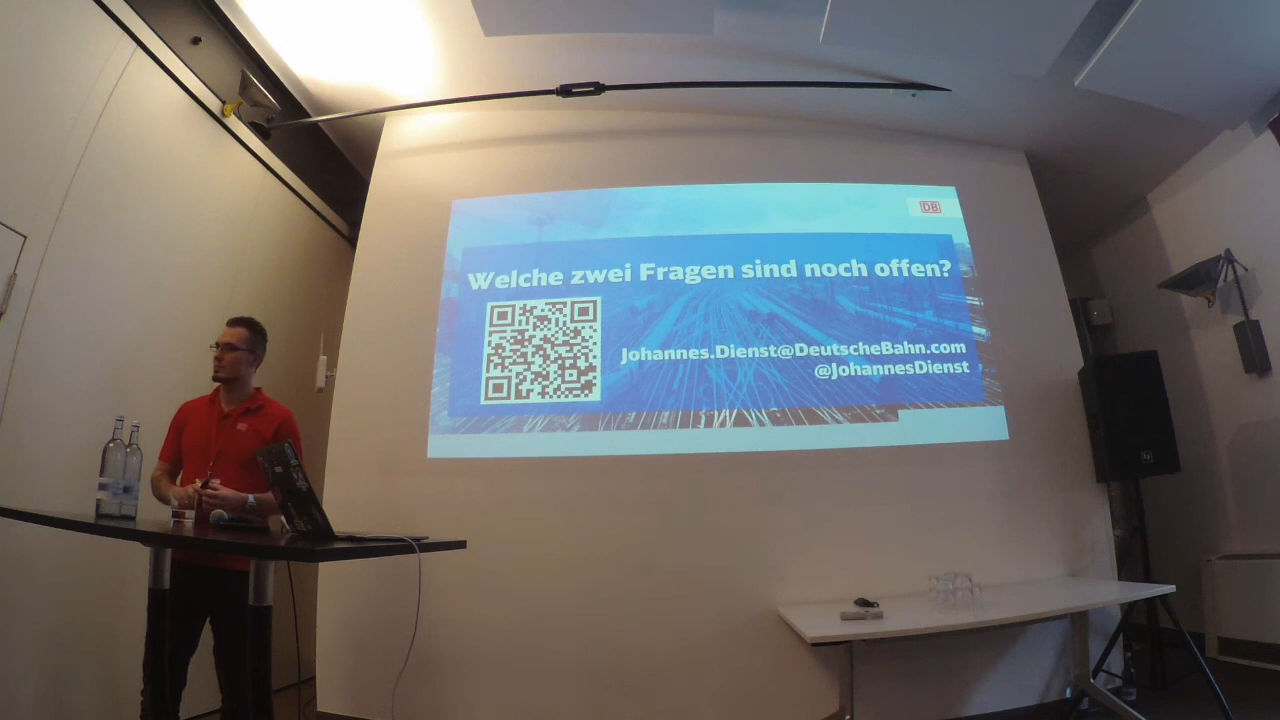 DB
Welche zwei Fragen sind noch offen?
Johannes.Dienst@DeutscheBahn.com
@JohannesDienst